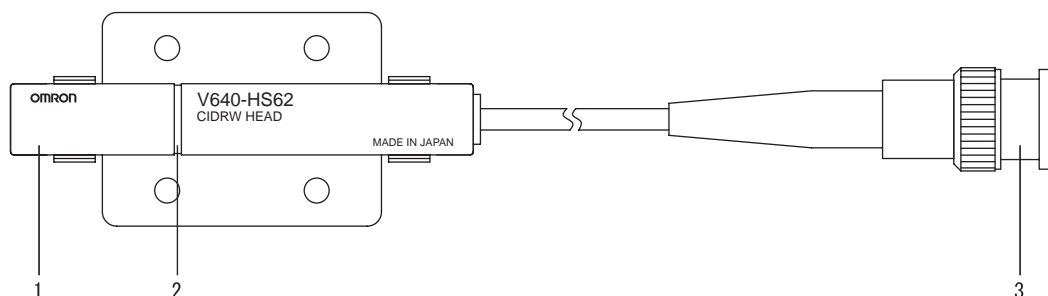 OMRON
V640-HS62
CIDRW HEAD
MADE IN JAPAN
1
2
3